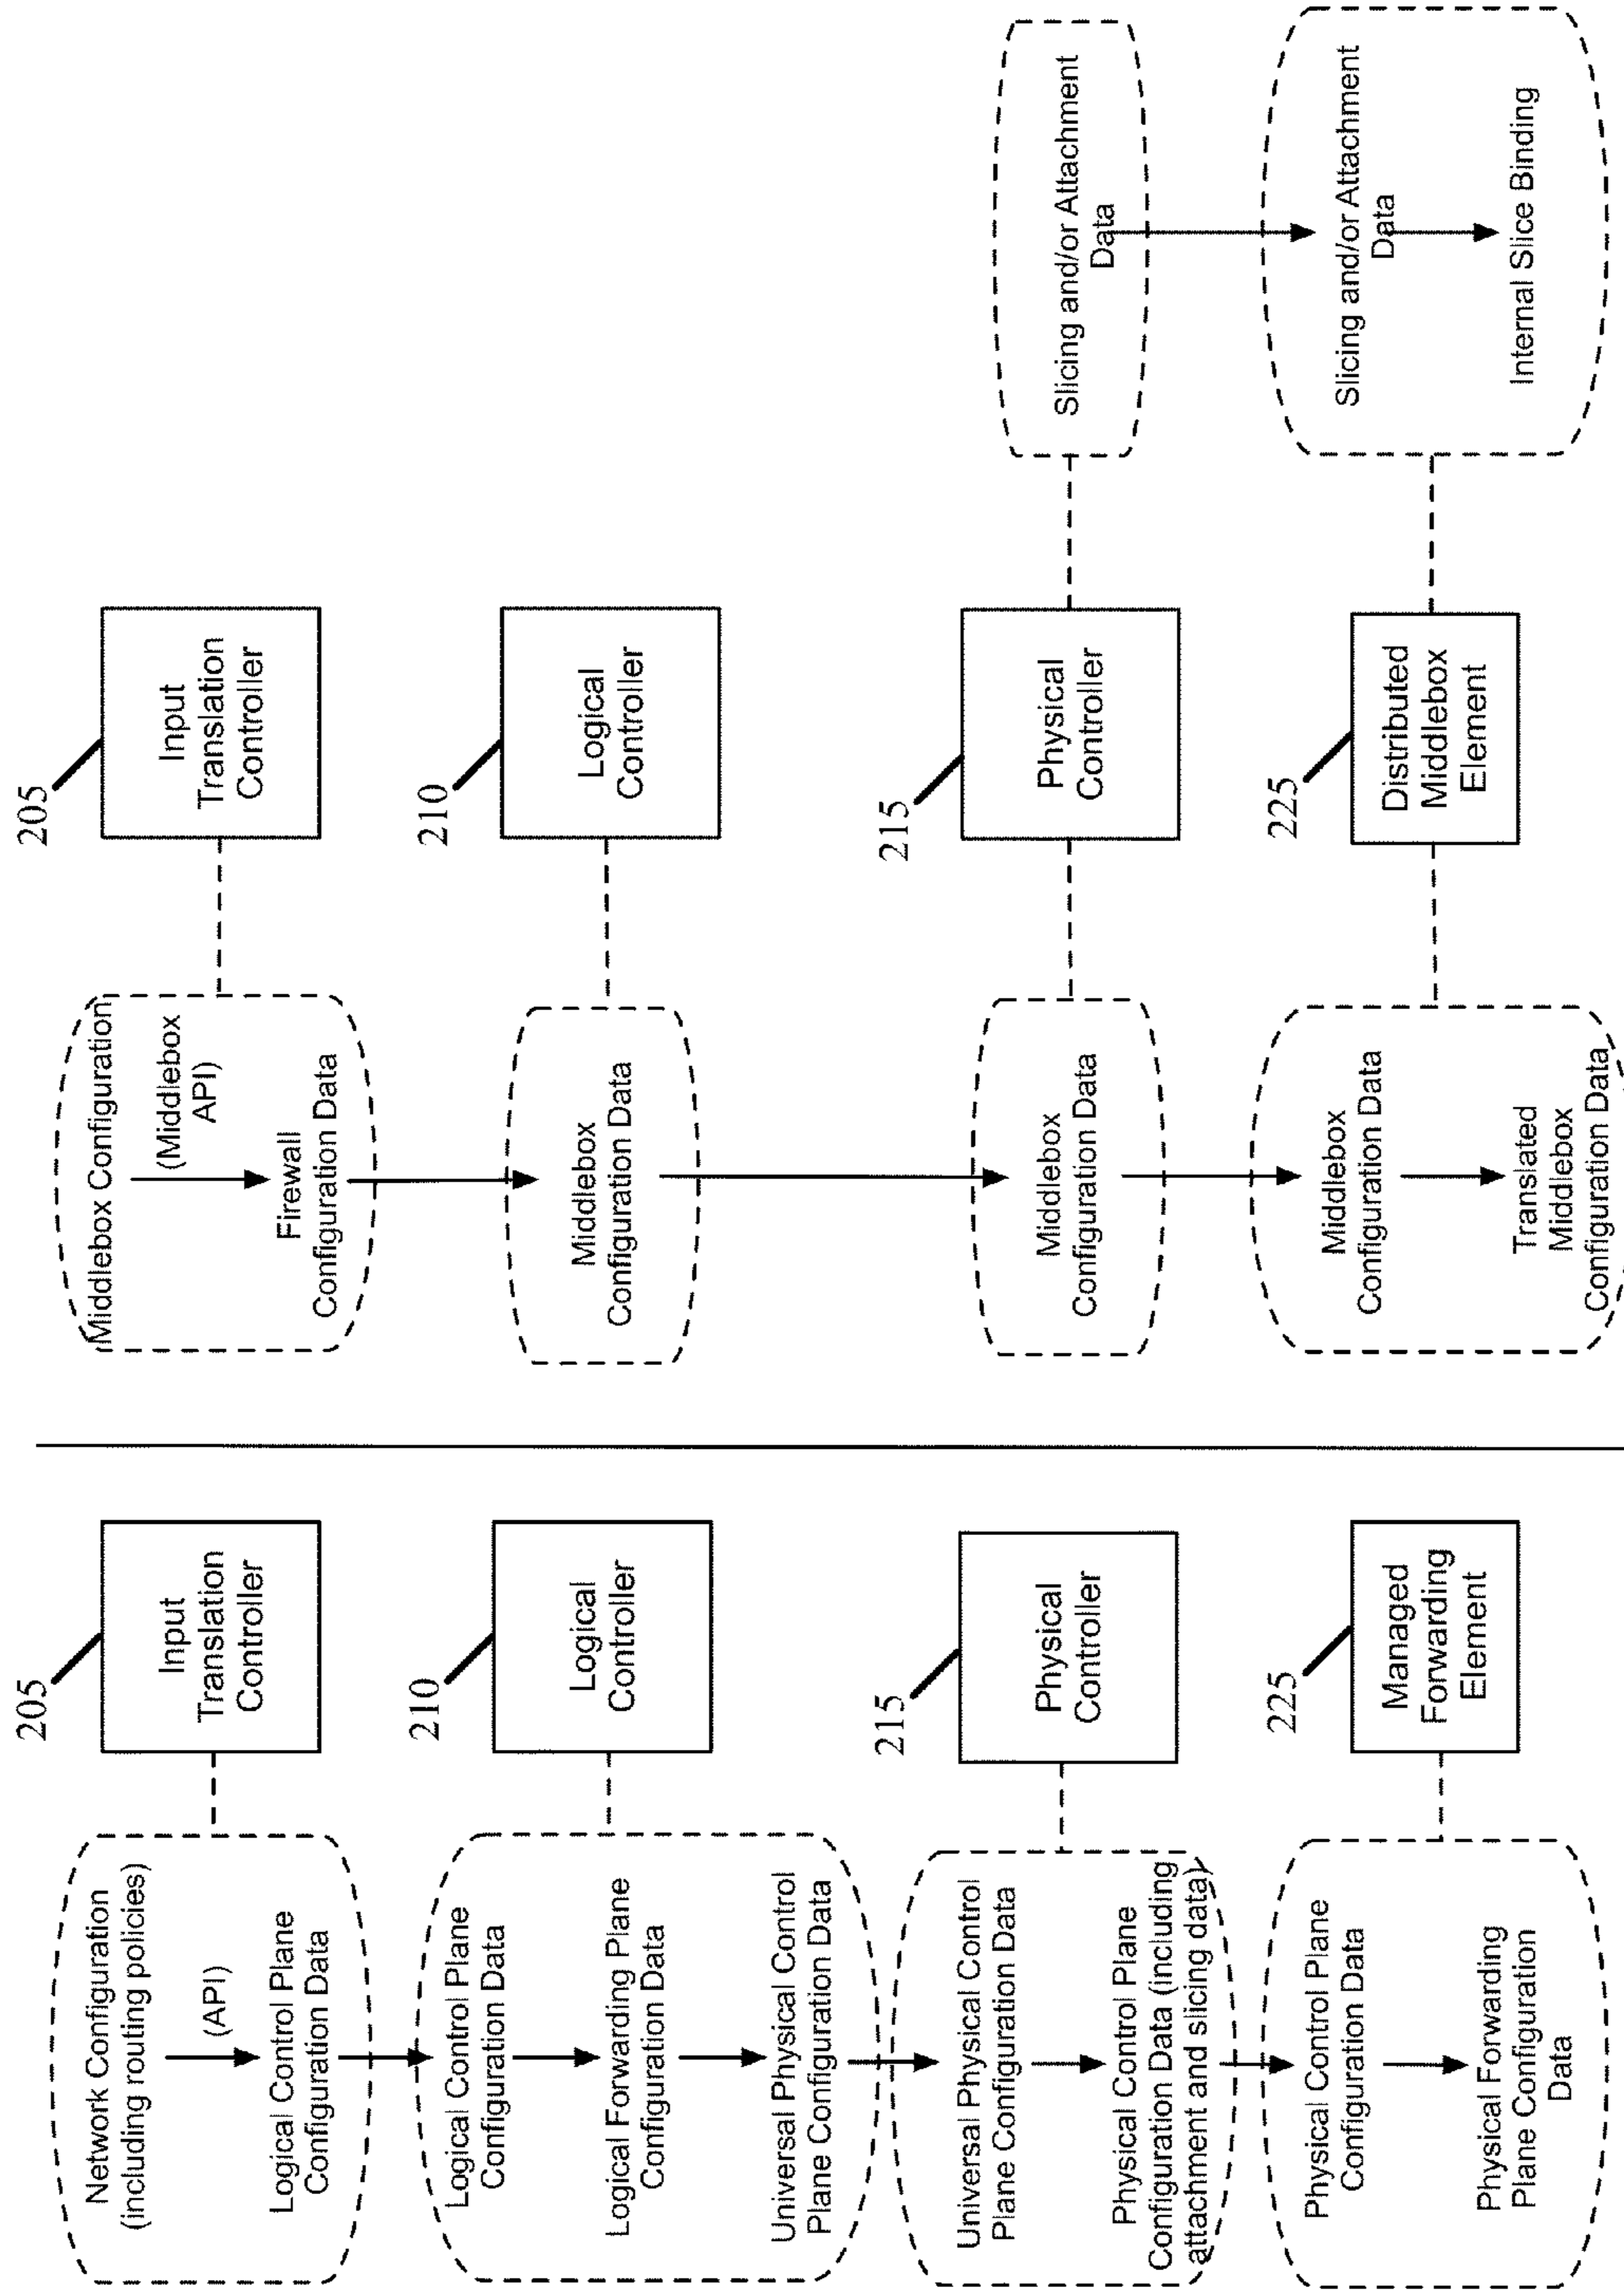 Network Configuration
(including routing policies)
(API)
Logical Control Plane
Configuration Data
205
Input
Translation
Controller
Logical Control Plane
Configuration Data
Logical Forwarding Plane
Configuration Data
Universal Physical Control
Plane Configuration Data
210
Logical
Controller
Universal Physical Control
Plane Configuration Data
Physical Control Plane
Configuration Data (including
attachment and slicing data)
215
Physical
Controller
Physical Control Plane
Configuration Data
Physical Forwarding
Plane Configuration
Data
225
Managed
Forwarding
Element
Middlebox Configuration
(Middlebox
API)
Firewall
Configuration Data
205
Input
Translation
Controller
Middlebox
Configuration Data
210
Logical
Controller
Middlebox
Configuration Data
215
Physical
Controller
Slicing and/or Attachment
Data
Middlebox
Configuration Data
Translated
Middlebox
Configuration Data
225
Distributed
Middlebox
Element
Slicing and/or Attachment
Data
Internal Slice Binding